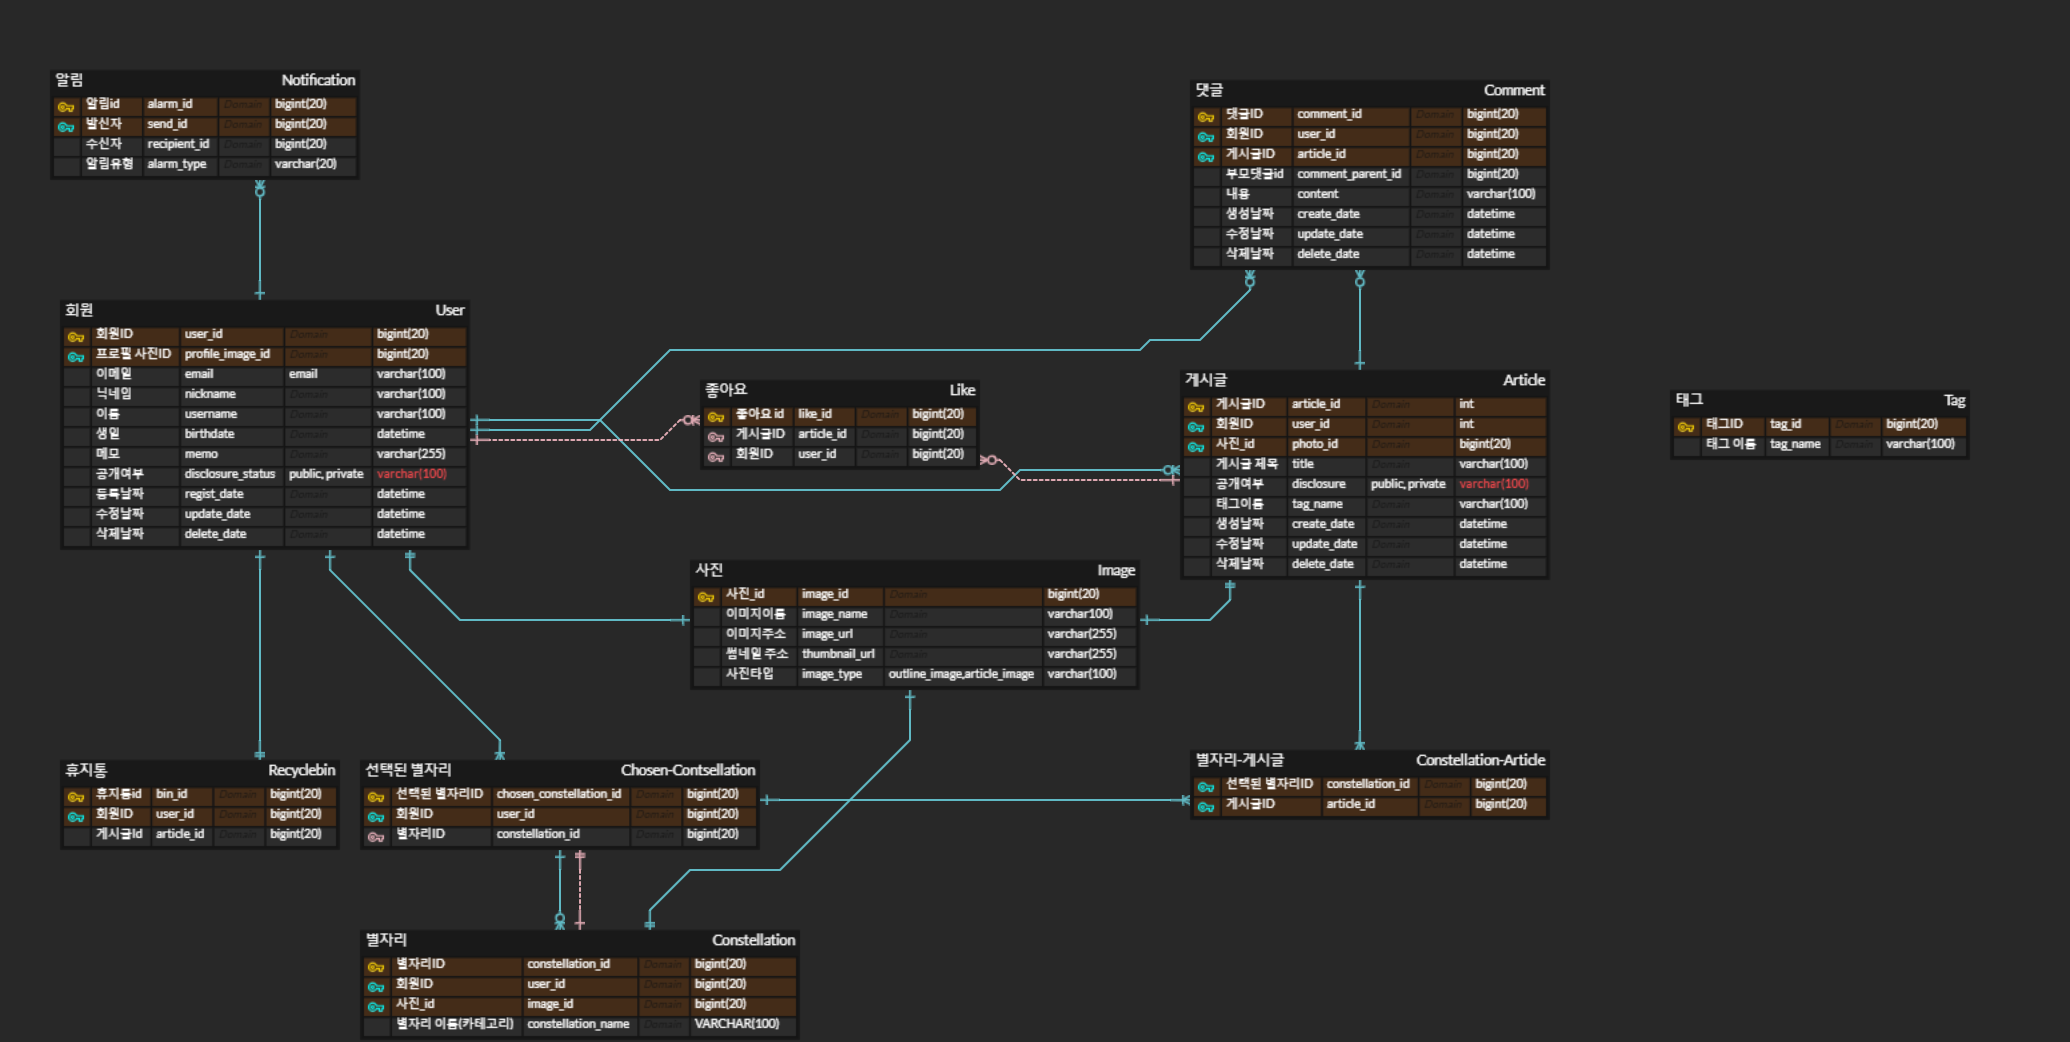 알림 Notification
알림id alarm_id Domain bigint(20)
발신자 send_id Domain bigint(20)
수신자 recipient_id Domain bigint(20)
알림유형 alarm_type Domain varchar(20)
댓글 Comment
댓글ID comment_id Domain bigint(20)
회원ID user_id Domain bigint(20)
게시글ID article_id Domain bigint(20)
부모댓글id comment_parent_id Domain bigint(20)
내용 content Domain varchar(100)
생성날짜 create_date Domain datetime
수정날짜 update_date Domain datetime
삭제날짜 delete_date Domain datetime
회원 User
회원ID user_id Domain bigint(20)
프로필 사진ID profile_image_id Domain bigint(20)
이메일 email email varchar(100)
닉네임 nickname Domain varchar(100)
이름 username Domain varchar(100)
생일 birthdate Domain datetime
메모 memo Domain varchar(255)
공개여부 disclosure_status public, private varchar(100)
등록날짜 regist_date Domain datetime
수정날짜 update_date Domain datetime
삭제날짜 delete_date Domain datetime
좋아요 Like
좋아요 id like_id Domain bigint(20)
게시글ID article_id Domain bigint(20)
회원ID user_id Domain bigint(20)
게시글 Article
게시글ID article_id Domain int
회원ID user_id Domain int
사진_id photo_id Domain bigint(20)
게시글 제목 title Domain varchar(100)
공개여부 disclosure public, private varchar(100)
태그이름 tag_name Domain varchar(100)
생성날짜 create_date Domain datetime
수정날짜 update_date Domain datetime
삭제날짜 delete_date Domain datetime
태그 Tag
태그ID tag_id Domain bigint(20)
태그 이름 tag_name Domain varchar(100)
사진 Image
사진_id image_id Domain bigint(20)
이미지이름 image_name Domain varchar100)
이미지주소 image_url Domain varchar(255)
썸네일 주소 thumbnail_url Domain varchar(255)
사진타입 image_type outline_image,article_image varchar(100)
휴지통 Recyclebin
휴지통id bin_id Domain bigint(20)
회원ID user_id Domain bigint(20)
게시글Id article_id Domain bigint(20)
선택된 별자리 Chosen-Contsellation
선택된 별자리ID chosen_constellation_id Domain bigint(20)
회원ID user_id Domain bigint(20)
별자리ID constellation_id Domain bigint(20)
별자리-게시글 Constellation-Article
선택된 별자리ID constellation_id Domain bigint(20)
게시글ID article_id Domain bigint(20)
별자리 Constellation
별자리ID constellation_id Domain bigint(20)
회원ID user_id Domain bigint(20)
사진_id image_id Domain bigint(20)
별자리 이름(카테고리) constellation_name Domain VARCHAR(100)